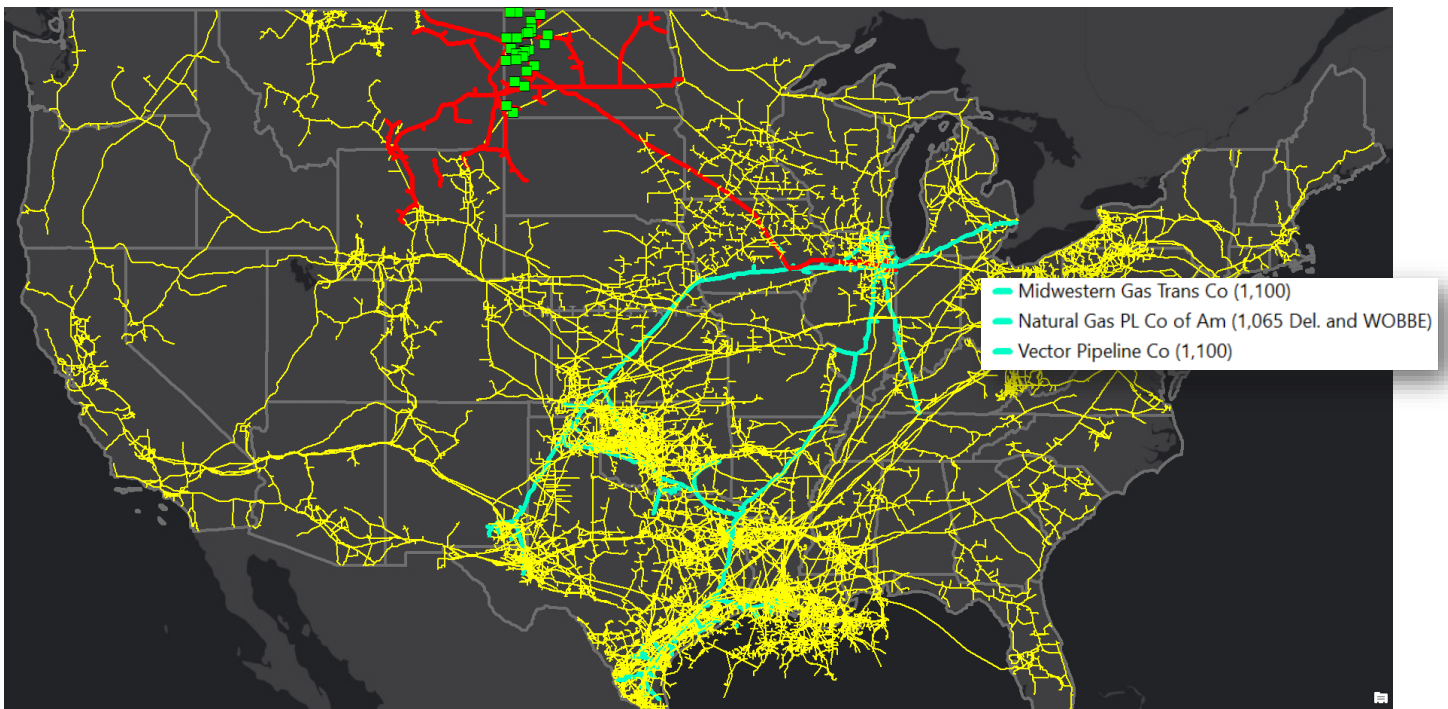 Midwestern Gas Trans Co (1,100)
Natural Gas PL Co of Am (1,065 Del. and WOBBE)
Vector Pipeline Co (1,100)